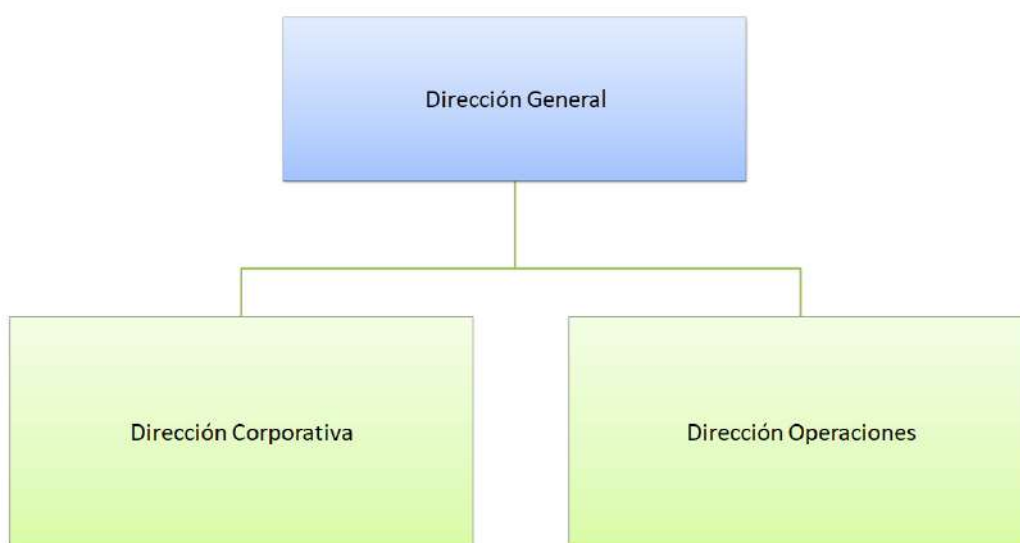 Dirección General
Dirección Corporativa
Dirección Operaciones